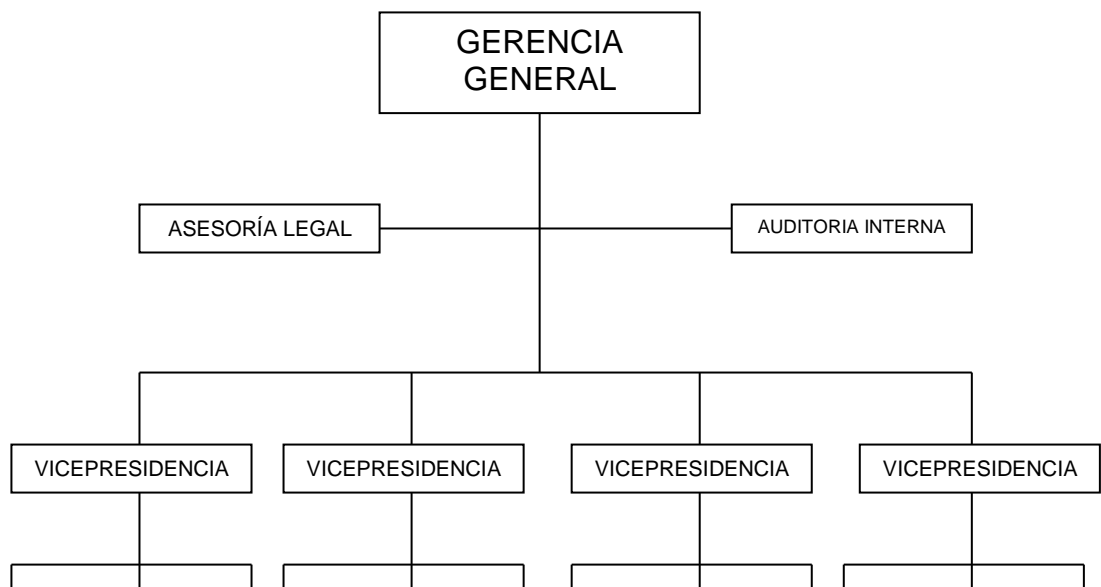 GERENCIA
GENERAL
ASESORÍA LEGAL
AUDITORIA INTERNA
VICEPRESIDENCIA
VICEPRESIDENCIA
VICEPRESIDENCIA
VICEPRESIDENCIA